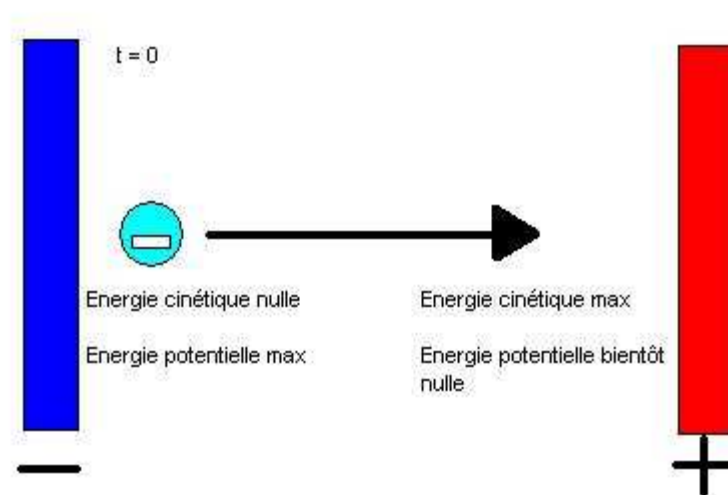 t = 0
Energie cinétique nulle
Energie potentielle max
Energie cinétique max
Energie potentielle bientôt
nulle